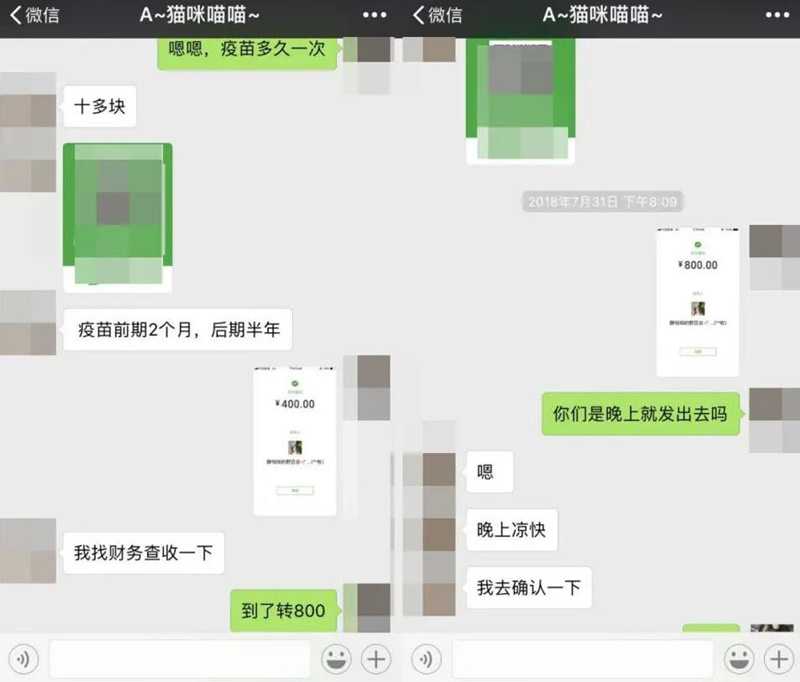 微信
A~猫咪喵喵~
嗯嗯，疫苗多久一次
十多块
疫苗前期2个月，后期半年
¥400.00
我找财务查收一下
到了转800
微信
A~猫咪喵喵~
2018年7月31日 下午8:09
¥800.00
你们是晚上就发出去吗
嗯
晚上凉快
我去确认一下